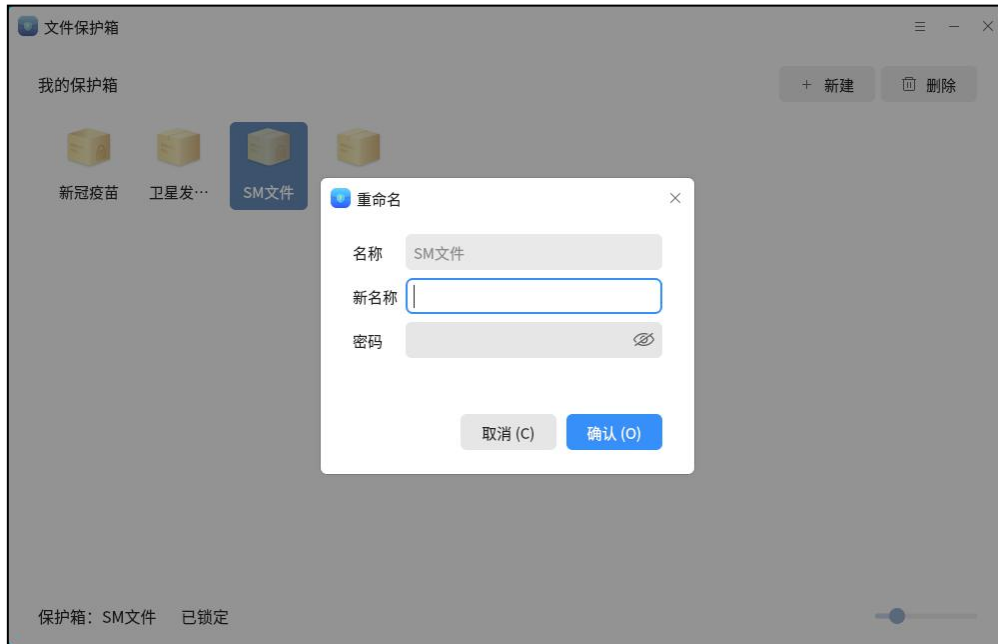 文件保护箱
我的保护箱
+ 新建
删除
新冠疫苗
卫星发…
SM文件
重命名
名称
SM文件
新名称
密码
取消 (C)
确认 (O)
保护箱：SM文件 已锁定